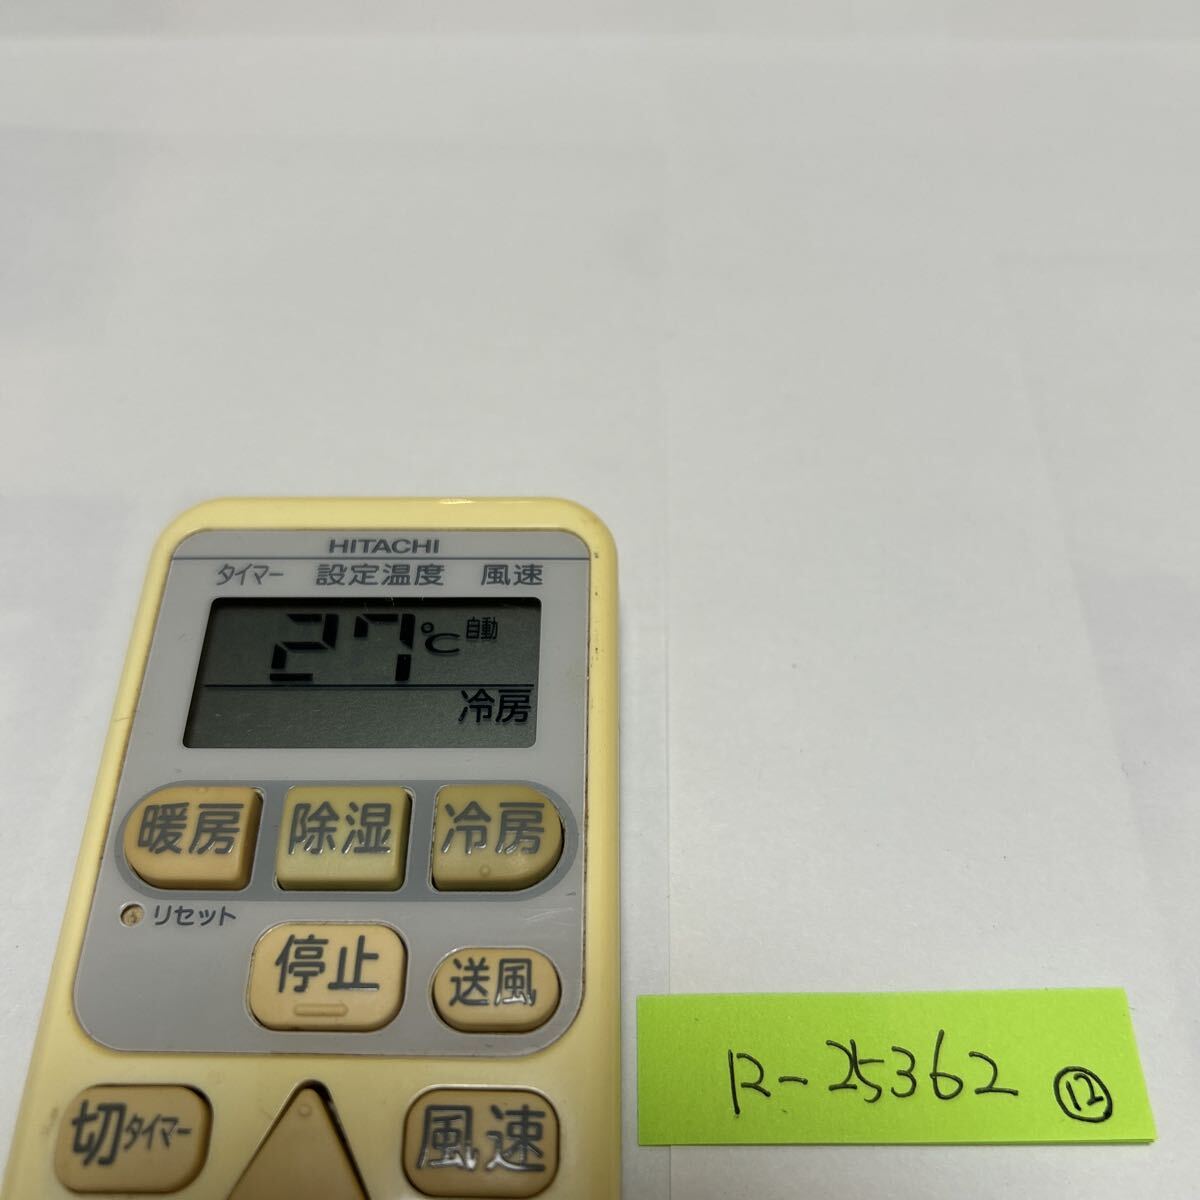 HITACHI
タイマー 設定温度 風速
27℃ 自動
冷房
暖房 除湿 冷房
リセット
停止 送風
切タイマー 風速
R-25362 ⑫